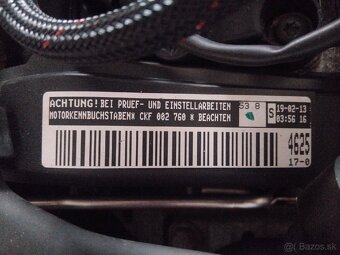 ACHTUNG! BEI PRUEF- UND EINSTELLARBEITEN
MOTORKENNBUCHSTABEN* CKF 002 760 * BEACHTEN
53 8
S 19-02-13
03:56 16
4625
17-0
© bazos.sk